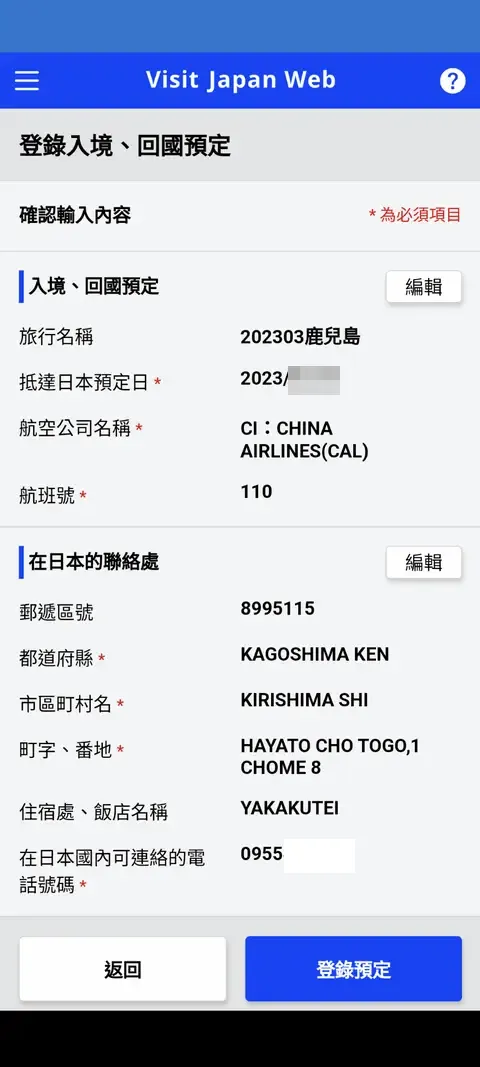 Visit Japan Web
?
登錄入境、回國預定
確認輸入內容
* 為必須項目
入境、回國預定
編輯
旅行名稱
202303鹿兒島
抵達日本預定日 *
2023/
航空公司名稱 *
CI：CHINA
AIRLINES(CAL)
航班號 *
110
在日本的聯絡處
編輯
郵遞區號
8995115
都道府縣 *
KAGOSHIMA KEN
市區町村名 *
KIRISHIMA SHI
町字、番地 *
HAYATO CHO TOGO,1
CHOME 8
住宿處、飯店名稱
YAKAKUTEI
在日本國內可連絡的電
話號碼 *
0955
返回
登錄預定